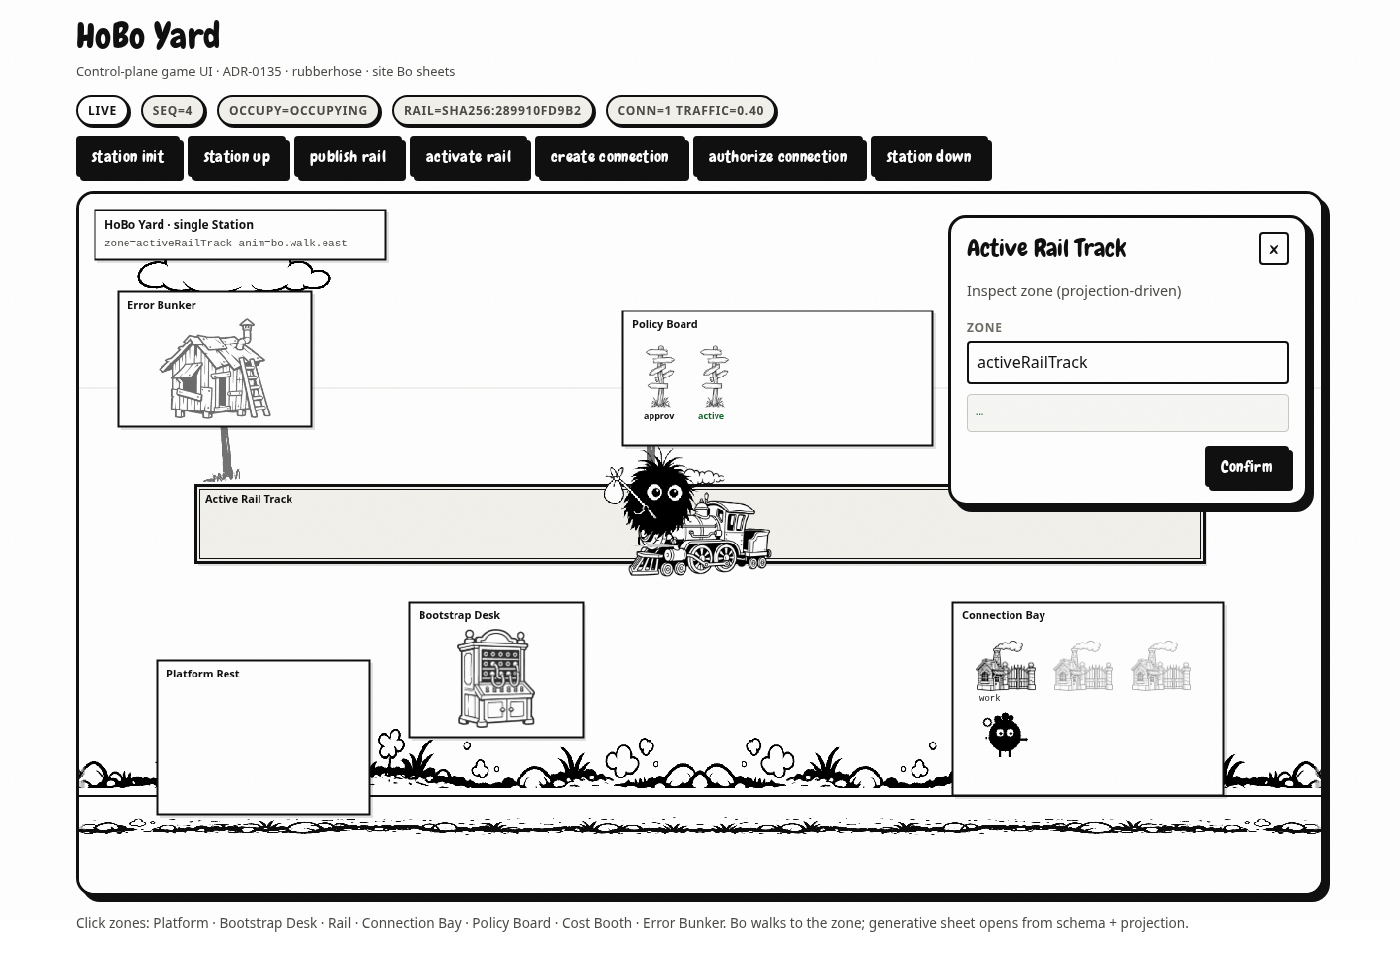 HoBo Yard
Control-plane game UI · ADR-0135 · rubberhose · site Bo sheets
LIVE
SEQ=4
OCCUPY=OCCUPYING
RAIL=SHA256:289910FD9B2
CONN=1 TRAFFIC=0.40
station init
station up
publish rail
activate rail
create connection
authorize connection
station down
HoBo Yard · single Station
zone=activeRailTrack anim=bo.walk.east
Error Bunker
Policy Board
approv
active
Active Rail Track
x
Inspect zone (projection-driven)
ZONE
activeRailTrack
…
Confirm
Active Rail Track
Bootstrap Desk
Platform Rest
Connection Bay
work
Click zones: Platform · Bootstrap Desk · Rail · Connection Bay · Policy Board · Cost Booth · Error Bunker. Bo walks to the zone; generative sheet opens from schema + projection.